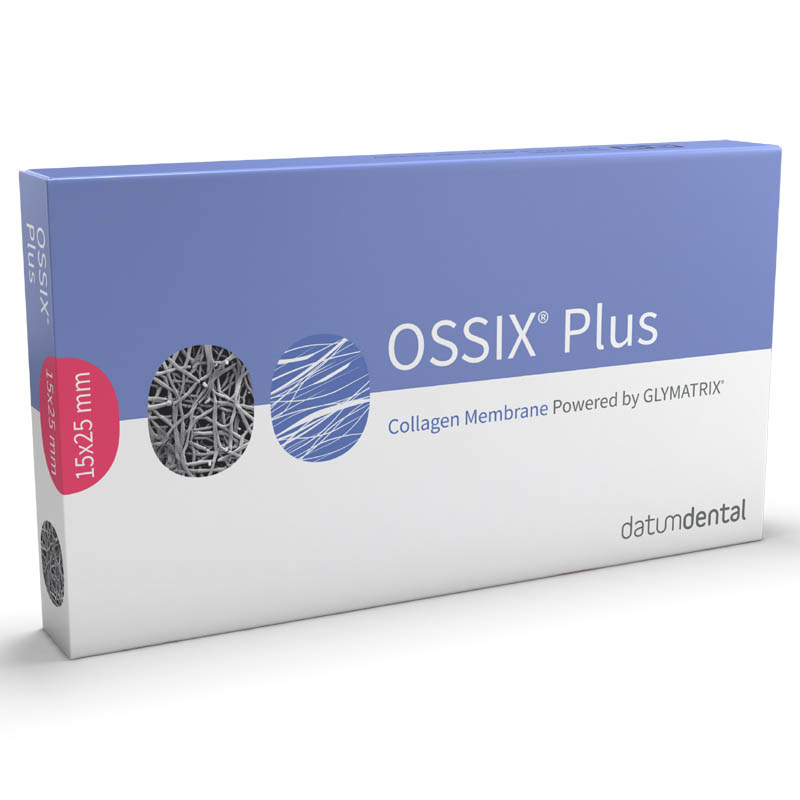 OSSIX®
Plus
15x25 mm
15x25 mm
OSSIX® Plus
Collagen Membrane Powered by GLYMATRIX®
datumdental